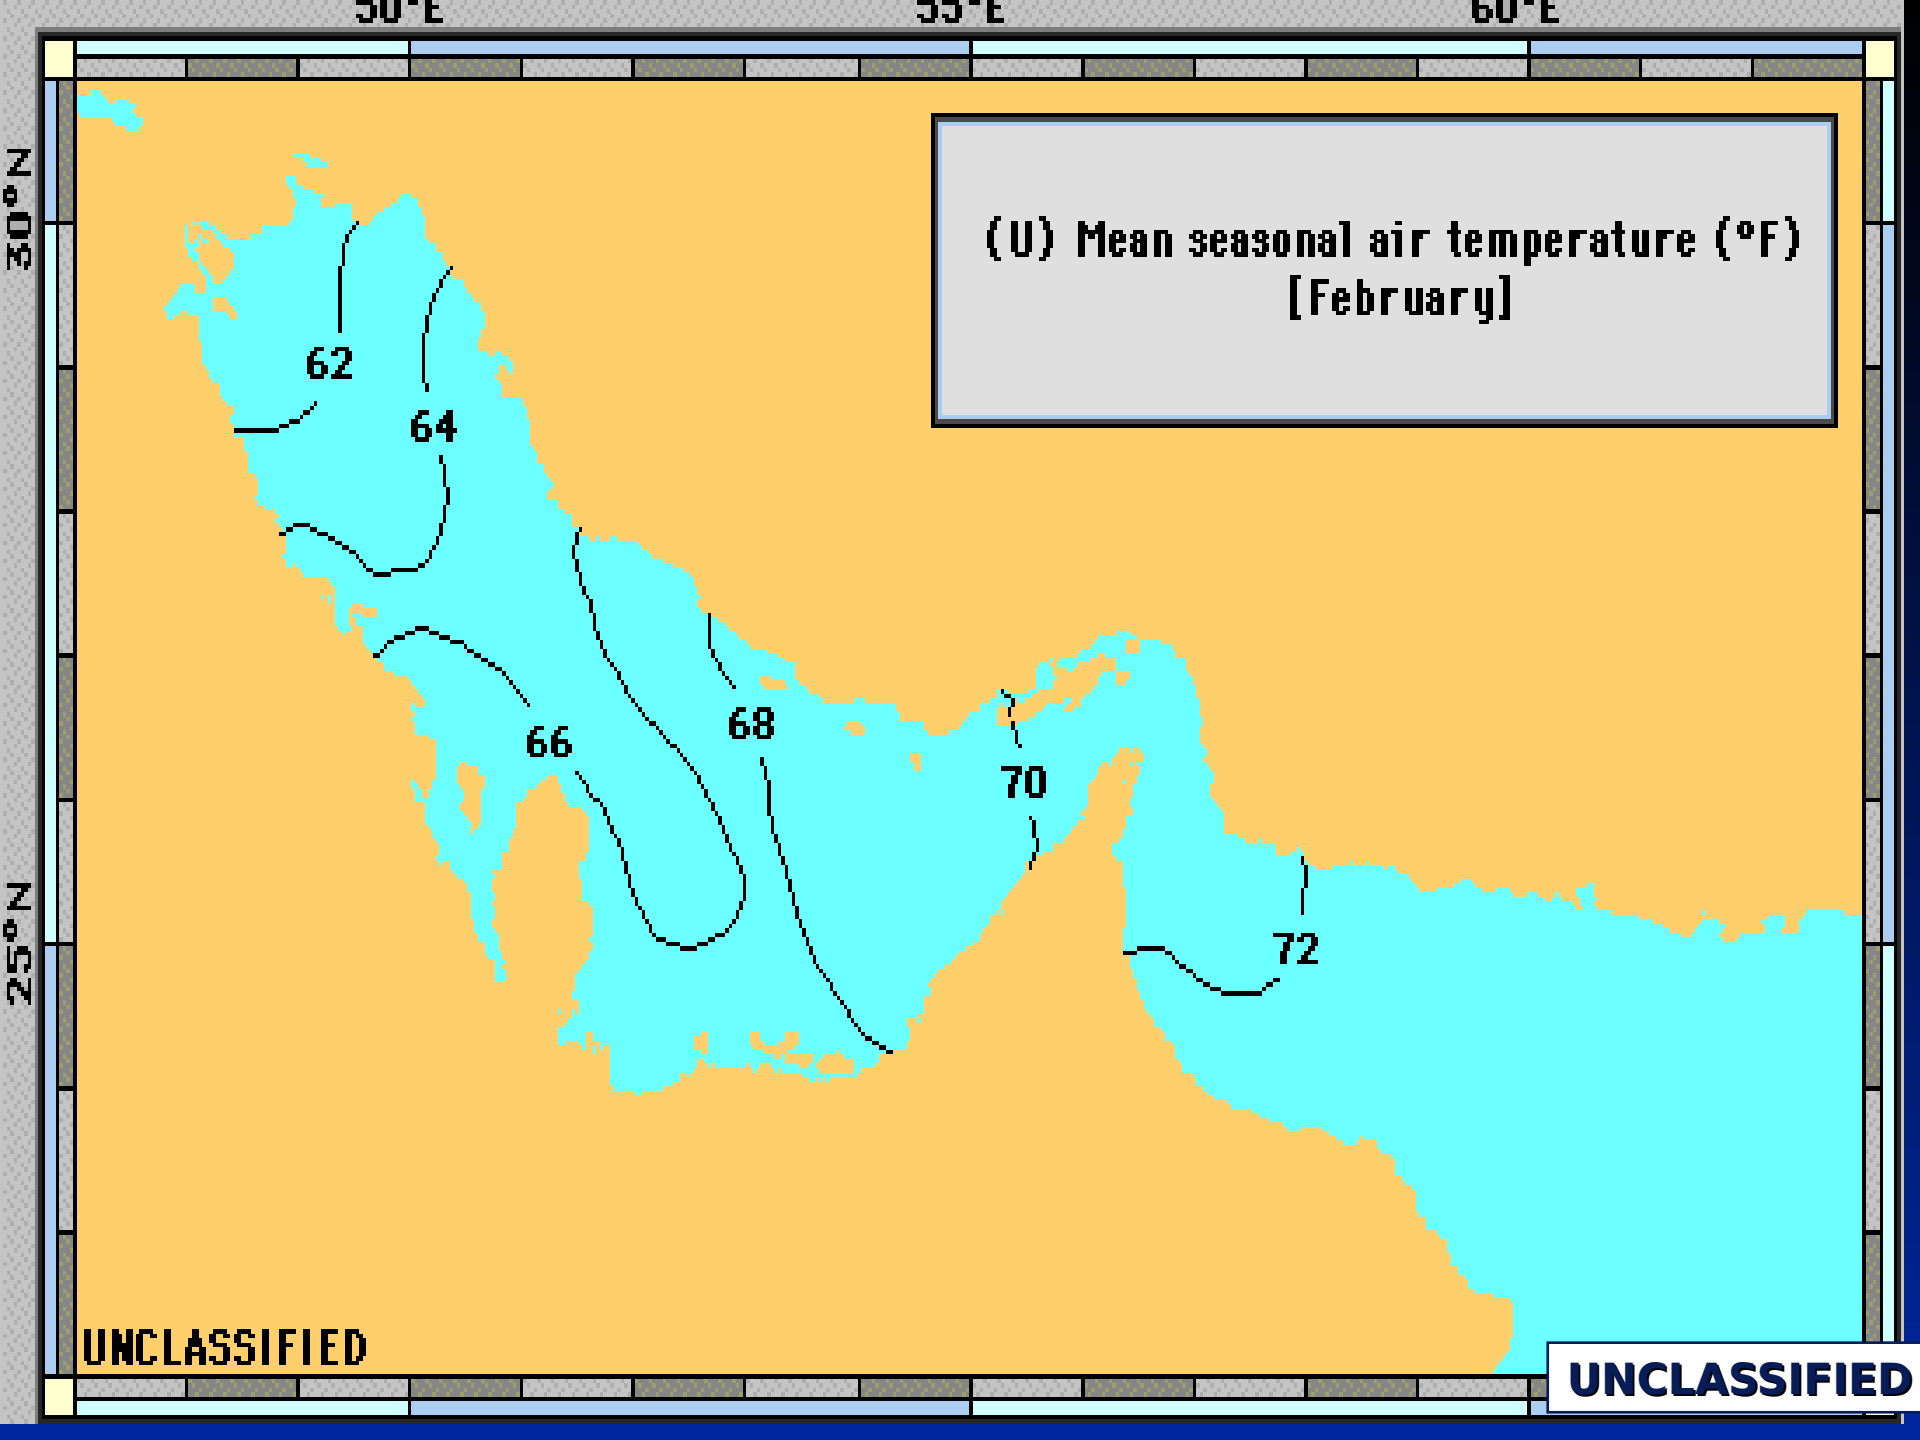 50°E 55°E 60°E
30°N
(U) Mean seasonal air temperature (°F)
[February]
62
64
66
68
70
72
25°N
UNCLASSIFIED
UNCLASSIFIED